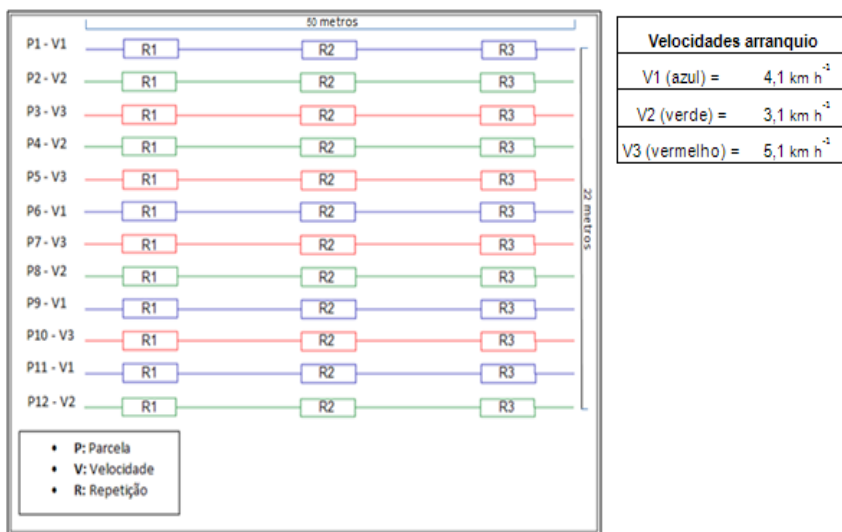 50 metros
P1 - V1 R1 R2 R3
P2 - V2 R1 R2 R3
P3 - V3 R1 R2 R3
P4 - V2 R1 R2 R3
P5 - V3 R1 R2 R3
P6 - V1 R1 R2 R3
P7 - V3 R1 R2 R3
P8 - V2 R1 R2 R3
P9 - V1 R1 R2 R3
P10 - V3 R1 R2 R3
P11 - V1 R1 R2 R3
P12 - V2 R1 R2 R3
22 metros
• P: Parcela
• V: Velocidade
• R: Repetição
Velocidades arranquio
V1 (azul) = 4,1 km h⁻¹
V2 (verde) = 3,1 km h⁻¹
V3 (vermelho) = 5,1 km h⁻¹